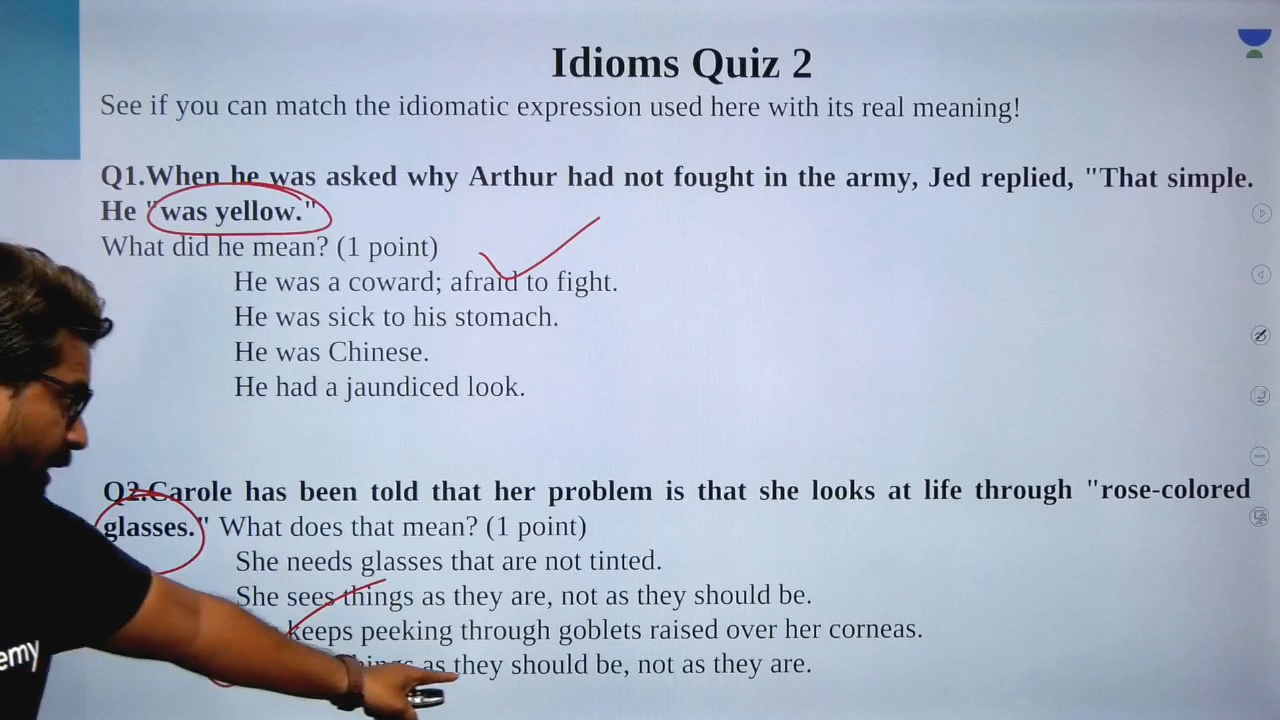 Idioms Quiz 2
See if you can match the idiomatic expression used here with its real meaning!
Q1.When he was asked why Arthur had not fought in the army, Jed replied, "That simple.
He "was yellow."
What did he mean? (1 point)
He was a coward; afraid to fight.
He was sick to his stomach.
He was Chinese.
He had a jaundiced look.
Q2.Carole has been told that her problem is that she looks at life through "rose-colored
glasses." What does that mean? (1 point)
She needs glasses that are not tinted.
She sees things as they are, not as they should be.
keeps peeking through goblets raised over her corneas.
things as they should be, not as they are.
emy